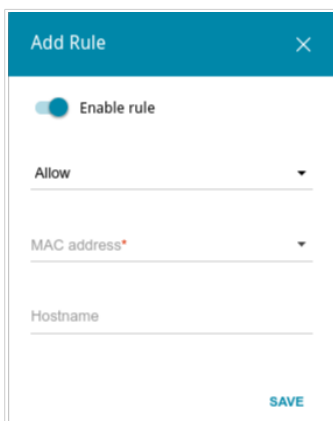 Add Rule
Enable rule
Allow
MAC address*
Hostname
SAVE